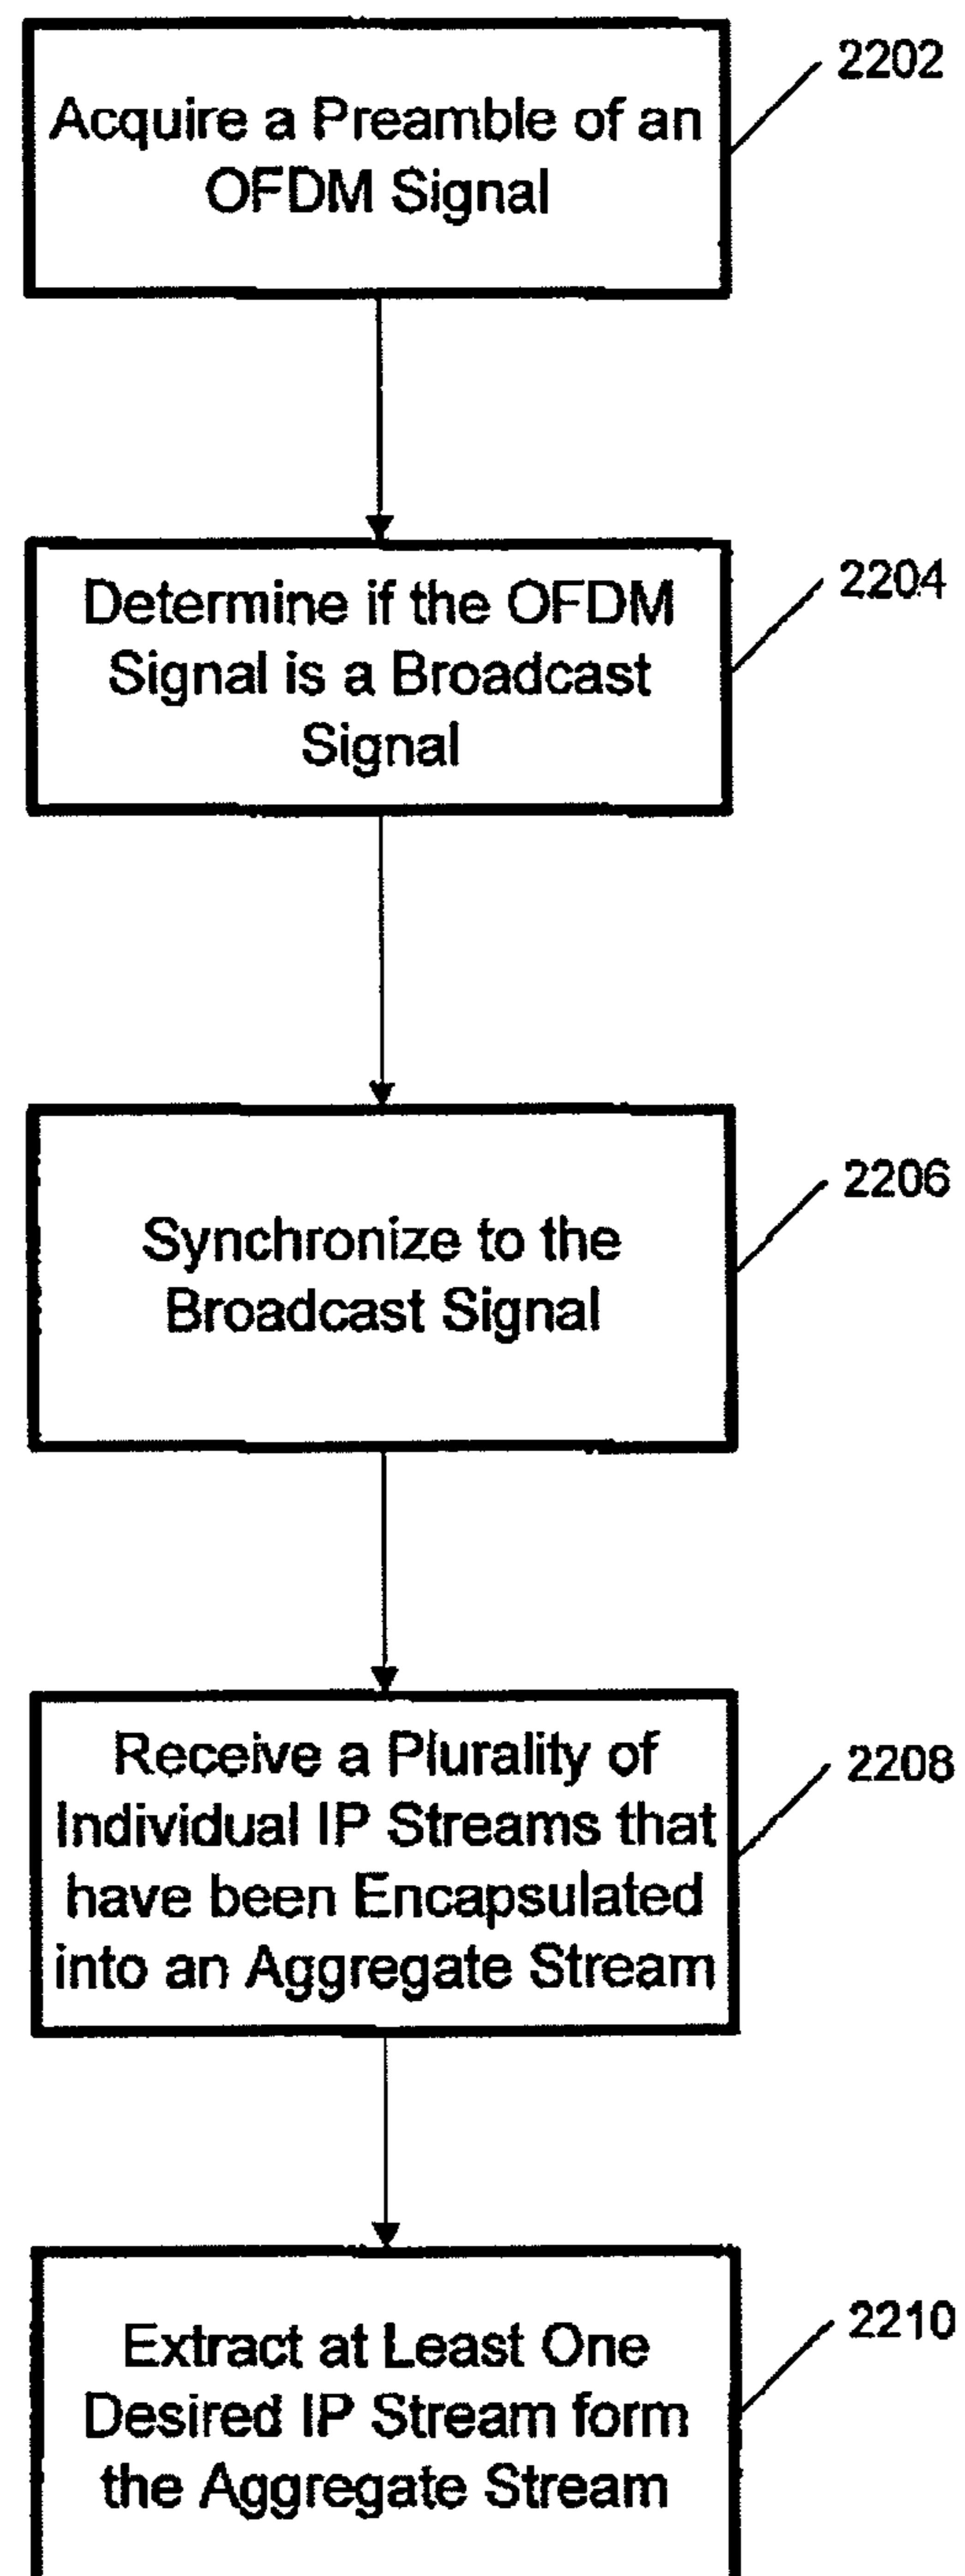 Acquire a Preamble of an
OFDM Signal
2202
Determine if the OFDM
Signal is a Broadcast
Signal
2204
Synchronize to the
Broadcast Signal
2206
Receive a Plurality of
Individual IP Streams that
have been Encapsulated
into an Aggregate Stream
2208
Extract at Least One
Desired IP Stream form
the Aggregate Stream
2210